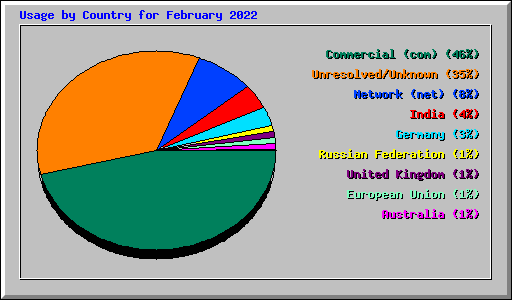 Usage by Country for February 2022
Commercial (com) (46%)
Unresolved/Unknown (35%)
Network (net) (8%)
India (4%)
Germany (3%)
Russian Federation (1%)
United Kingdom (1%)
European Union (1%)
Australia (1%)